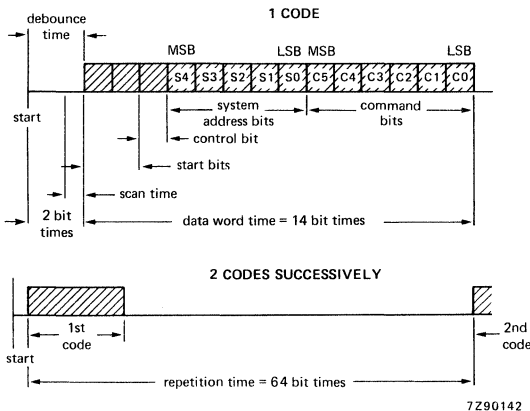 1 CODE
debounce
time
MSB
LSB MSB
LSB
S4 S3 S2 S1 S0 C5 C4 C3 C2 C1 C0
start
system
address bits
command
bits
control bit
start bits
scan time
2 bit
times
data word time = 14 bit times
2 CODES SUCCESSIVELY
1st
code
2nd
code
start
repetition time = 64 bit times
7Z90142